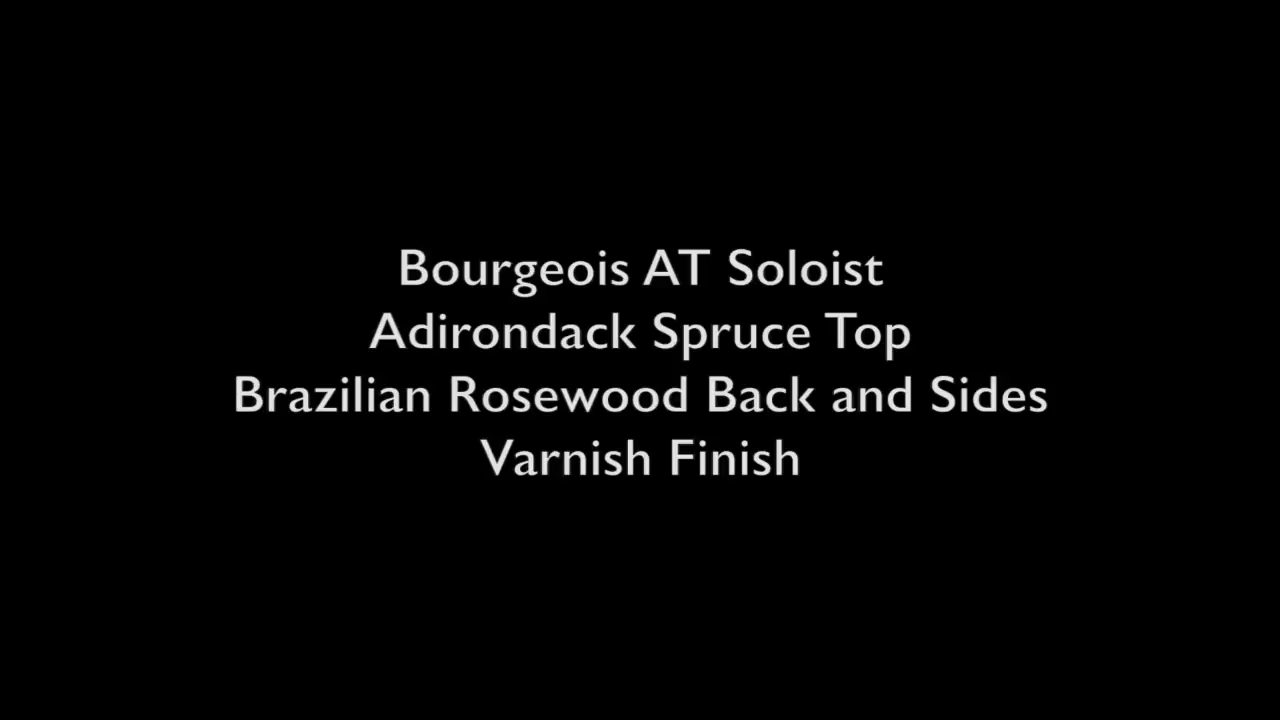 Bourgeois AT Soloist
Adirondack Spruce Top
Brazilian Rosewood Back and Sides
Varnish Finish